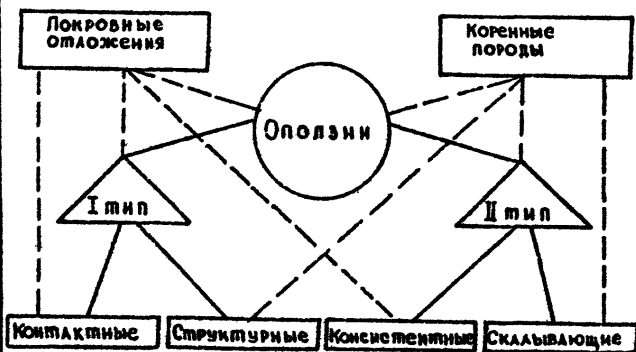 Покровные
отложения
Коренные
породы
Оползни
I тип
II тип
Контактные
Структурные
Консистентные
Скалывающие